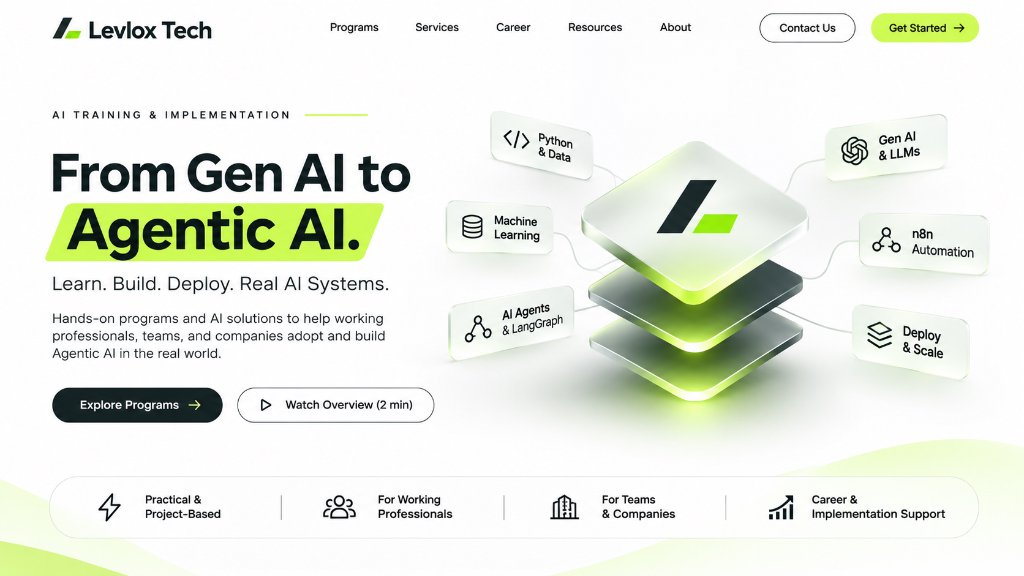 Levlox Tech
Programs
Services
Career
Resources
About
Contact Us
Get Started
AI TRAINING & IMPLEMENTATION
From Gen AI to
Agentic AI.
Learn. Build. Deploy. Real AI Systems.
Hands-on programs and AI solutions to help working
professionals, teams, and companies adopt and build
Agentic AI in the real world.
Explore Programs
Watch Overview (2 min)
Python
& Data
Machine
Learning
AI Agents
& LangGraph
Gen AI
& LLMs
n8n
Automation
Deploy
& Scale
Practical &
Project-Based
For Working
Professionals
For Teams
& Companies
Career &
Implementation Support